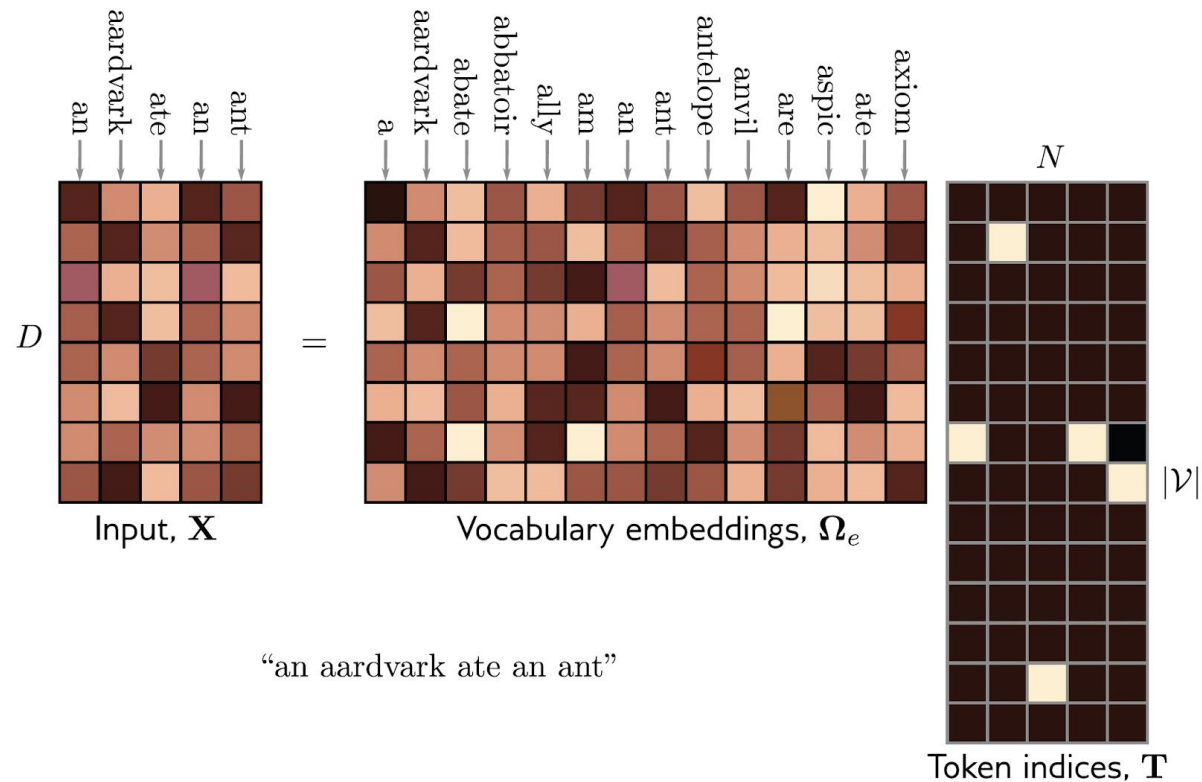 an aardvark ate an ant
a aardvark abate abbatoir ally am an ant antelope anvil are aspic ate axiom
N
D
=
|𝒱|
Input, X
Vocabulary embeddings, Ωₑ
“an aardvark ate an ant”
Token indices, T